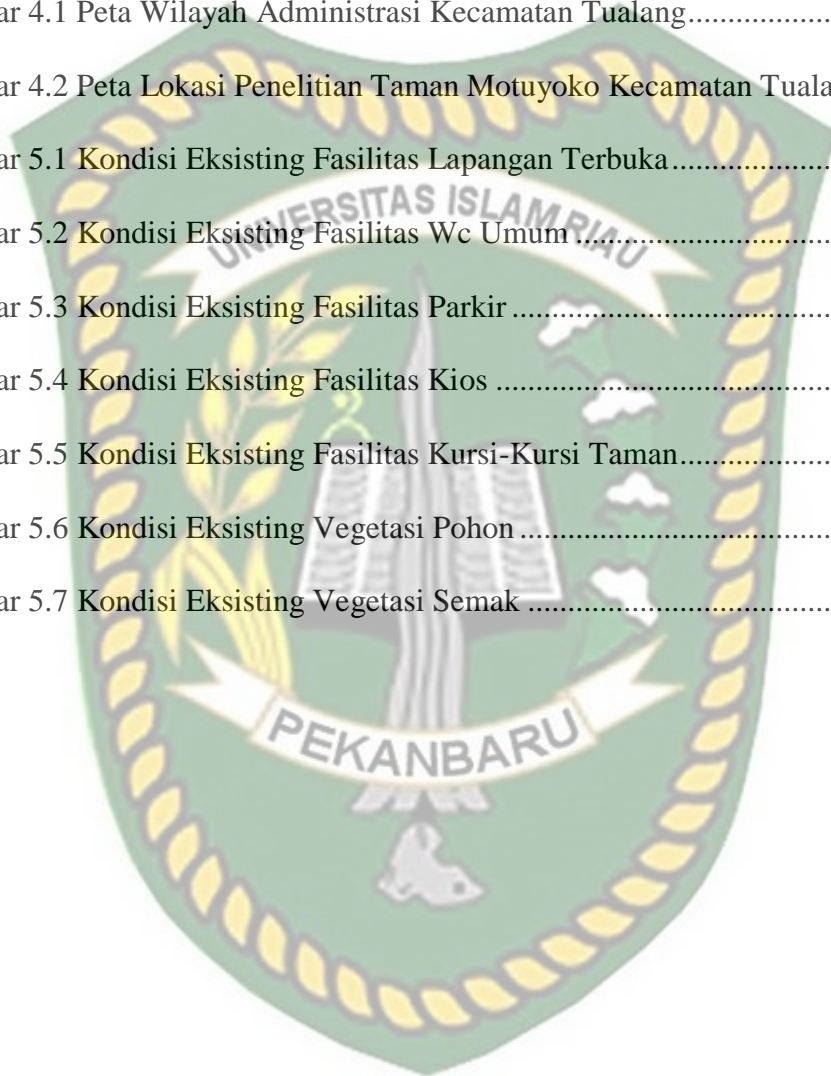 ar 4.1 Peta Wilayah Administrasi Kecamatan Tualang....................
ar 4.2 Peta Lokasi Penelitian Taman Motuyoko Kecamatan Tuala
ar 5.1 Kondisi Eksisting Fasilitas Lapangan Terbuka......................
UNIVERSITAS ISLAM RIAU
ar 5.2 Kondisi Eksisting Fasilitas Wc Umum ..................................
ar 5.3 Kondisi Eksisting Fasilitas Parkir ..........................................
ar 5.4 Kondisi Eksisting Fasilitas Kios ............................................
ar 5.5 Kondisi Eksisting Fasilitas Kursi-Kursi Taman.....................
ar 5.6 Kondisi Eksisting Vegetasi Pohon .........................................
ar 5.7 Kondisi Eksisting Vegetasi Semak ........................................
PEKANBARU